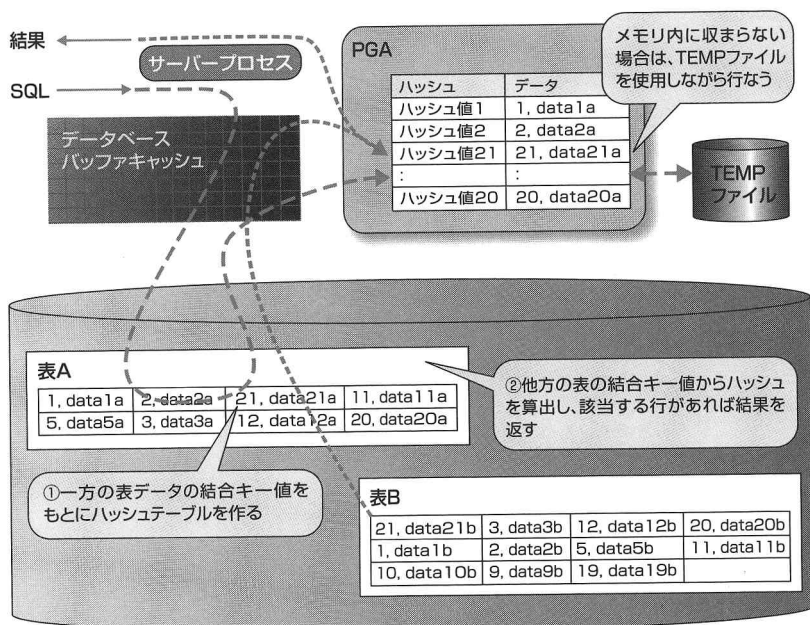 結果
サーバープロセス
SQL
データベース
バッファキャッシュ
PGA
ハッシュ データ
ハッシュ値1 1, data1a
ハッシュ値2 2, data2a
ハッシュ値21 21, data21a
: :
ハッシュ値20 20, data20a
メモリ内に収まらない
場合は、TEMPファイル
を使用しながら行なう
TEMP
ファイル
表A
1, data1a 2, data2a 21, data21a 11, data11a
5, data5a 3, data3a 12, data12a 20, data20a
②他方の表の結合キー値からハッシュ
を算出し、該当する行があれば結果を
返す
①一方の表データの結合キー値を
もとにハッシュテーブルを作る
表B
21, data21b 3, data3b 12, data12b 20, data20b
1, data1b 2, data2b 5, data5b 11, data11b
10, data10b 9, data9b 19, data19b